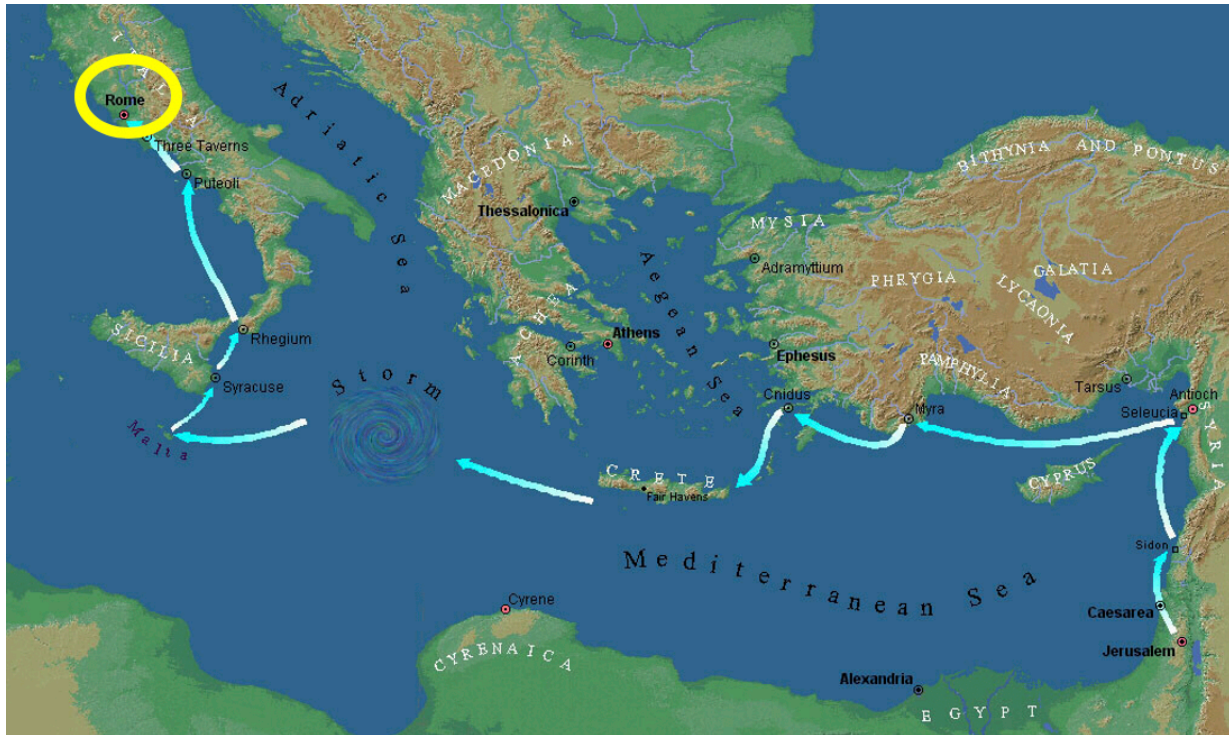 ITALIA
Rome
Three Taverns
Puteoli
Adriatic Sea
MACEDONIA
Thessalonica
BITHYNIA AND PONTUS
MYSIA
Adramyttium
Aegean Sea
PHRYGIA
GALATIA
LYCAONIA
ACHEA
Athens
Corinth
Ephesus
SICILIA
Rhegium
Syracuse
Storm
Malta
PAMPHYLIA
Cnidus
Myra
Tarsus
Antioch
Seleucia
SYRIA
CRETE
Fair Havens
CYPRUS
Mediterranean Sea
Sidon
Cyrene
CYRENAICA
Caesarea
Jerusalem
Alexandria
EGYPT